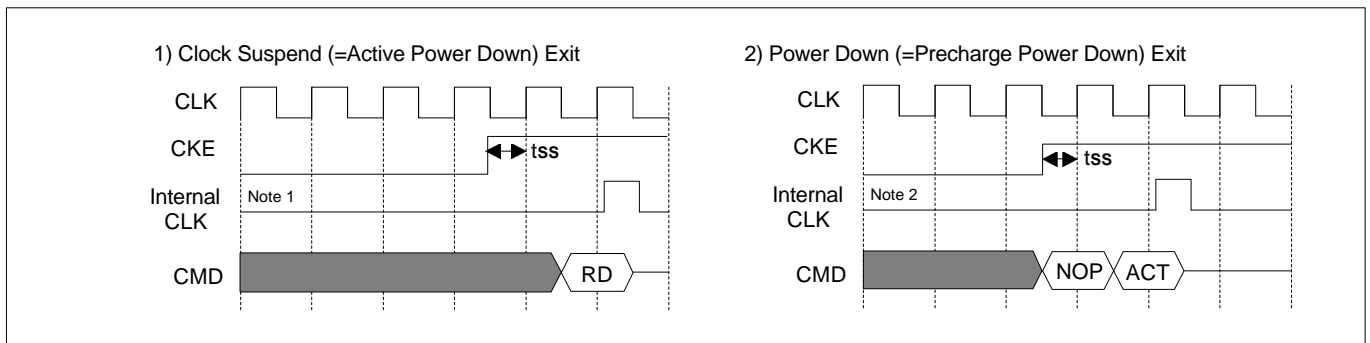 1) Clock Suspend (=Active Power Down) Exit
CLK
CKE
tss
Internal
CLK
Note 1
CMD
RD
2) Power Down (=Precharge Power Down) Exit
CLK
CKE
tss
Internal
CLK
Note 2
CMD
NOP
ACT